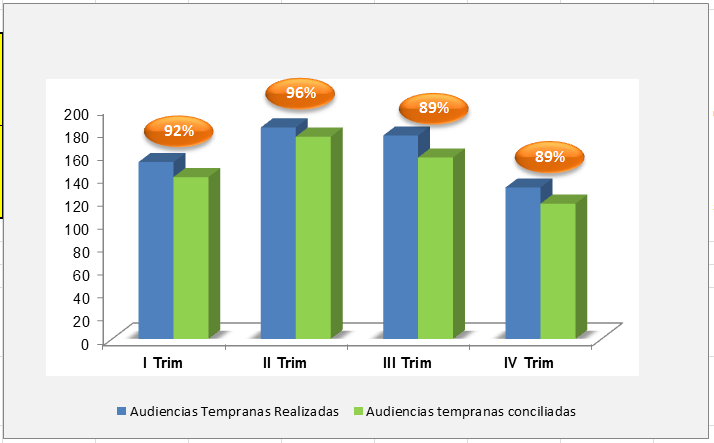 96%
92%
89%
89%
200
180
160
140
120
100
80
60
40
20
0
I Trim
II Trim
III Trim
IV Trim
Audiencias Tempranas Realizadas
Audiencias tempranas conciliadas